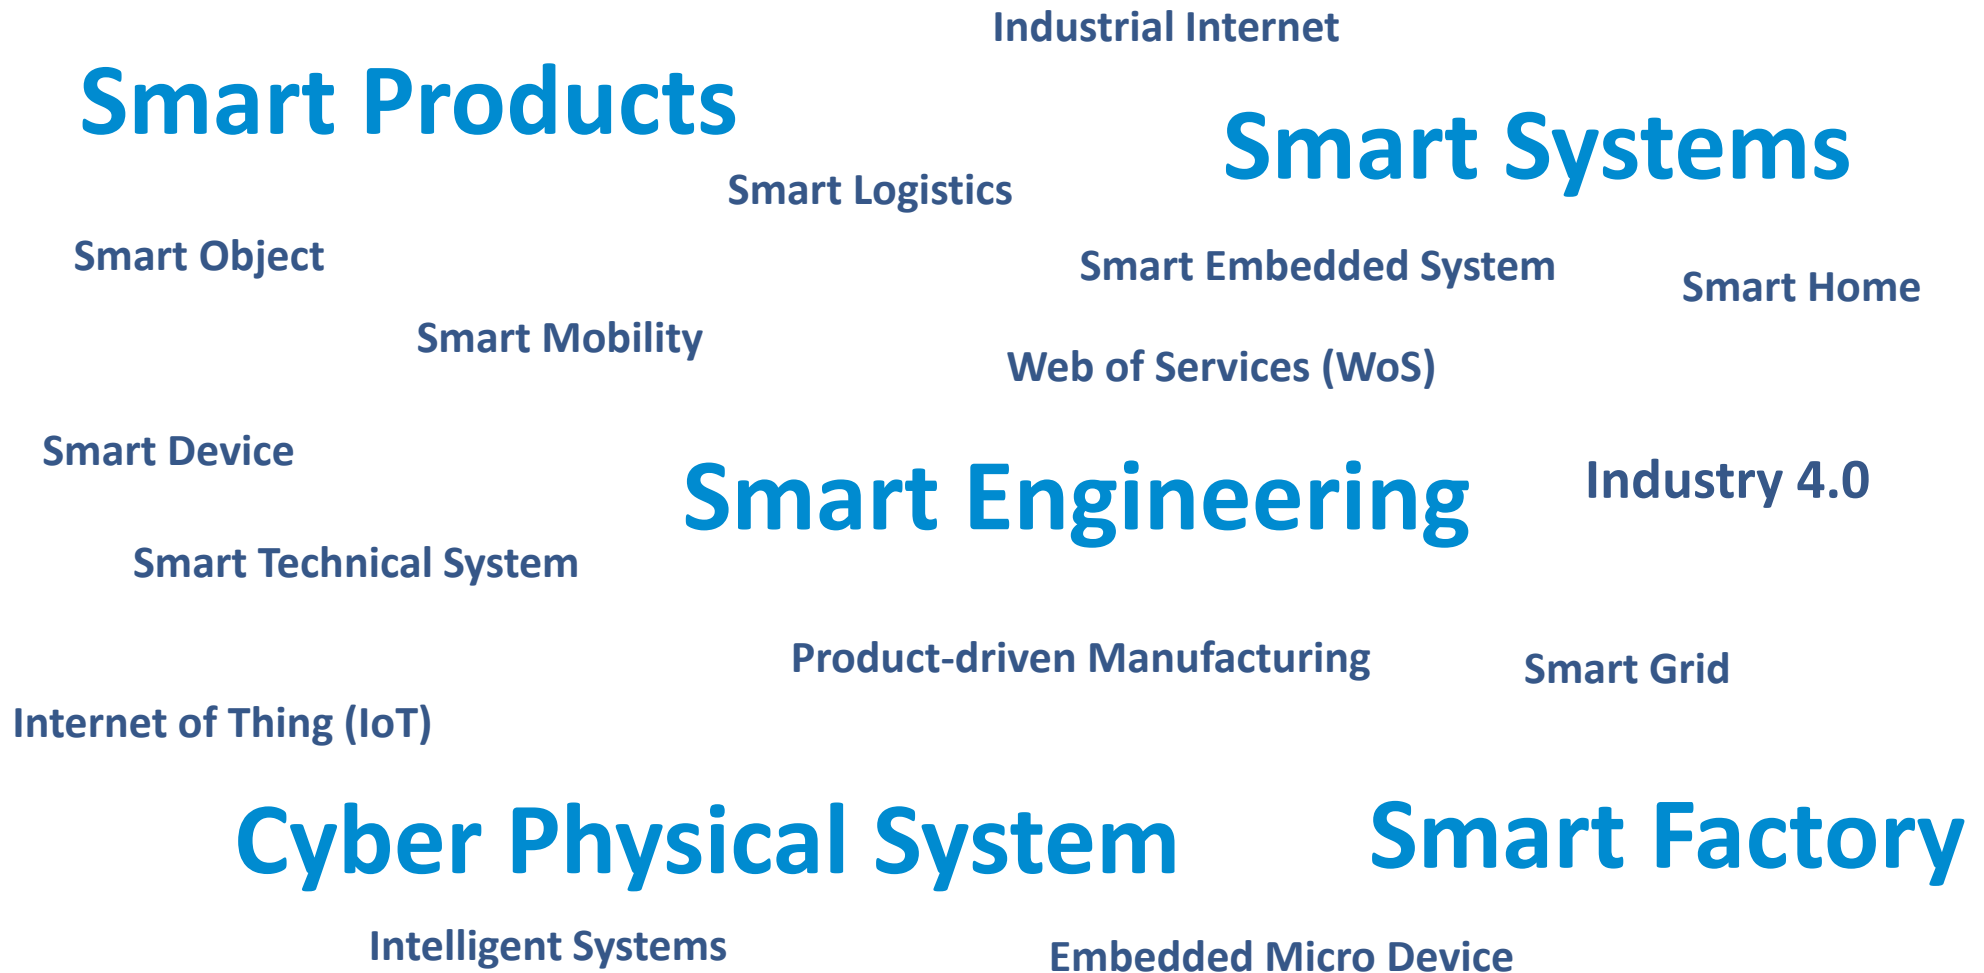 Industrial Internet
Smart Products
Smart Systems
Smart Logistics
Smart Object
Smart Embedded System
Smart Home
Smart Mobility
Web of Services (WoS)
Smart Device
Smart Engineering
Industry 4.0
Smart Technical System
Product-driven Manufacturing
Smart Grid
Internet of Thing (IoT)
Cyber Physical System
Smart Factory
Intelligent Systems
Embedded Micro Device